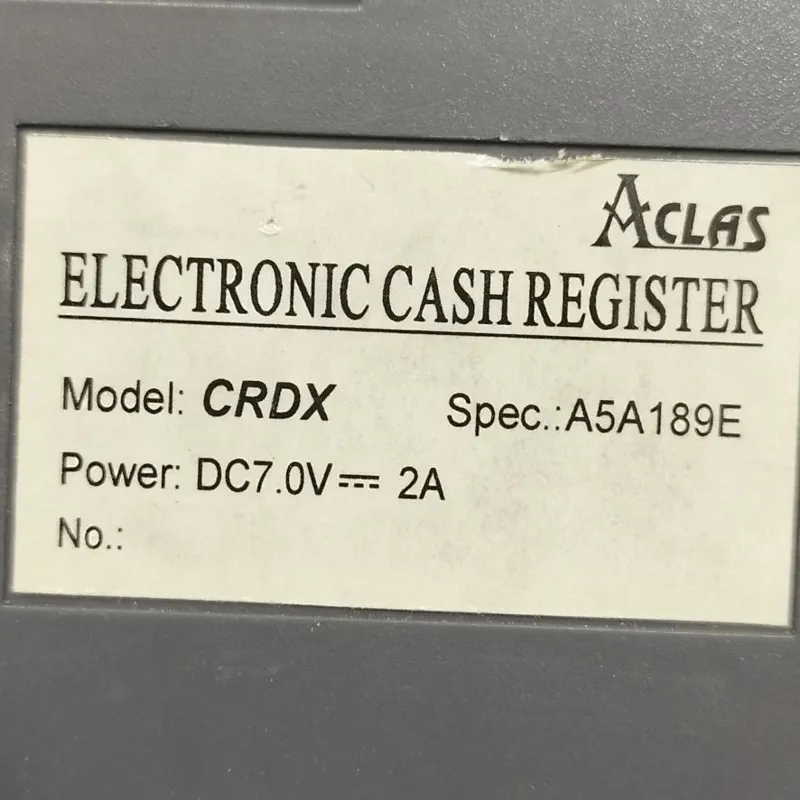 ACLAS
ELECTRONIC CASH REGISTER
Model: CRDX Spec.:A5A189E
Power: DC7.0V⎓ 2A
No.: